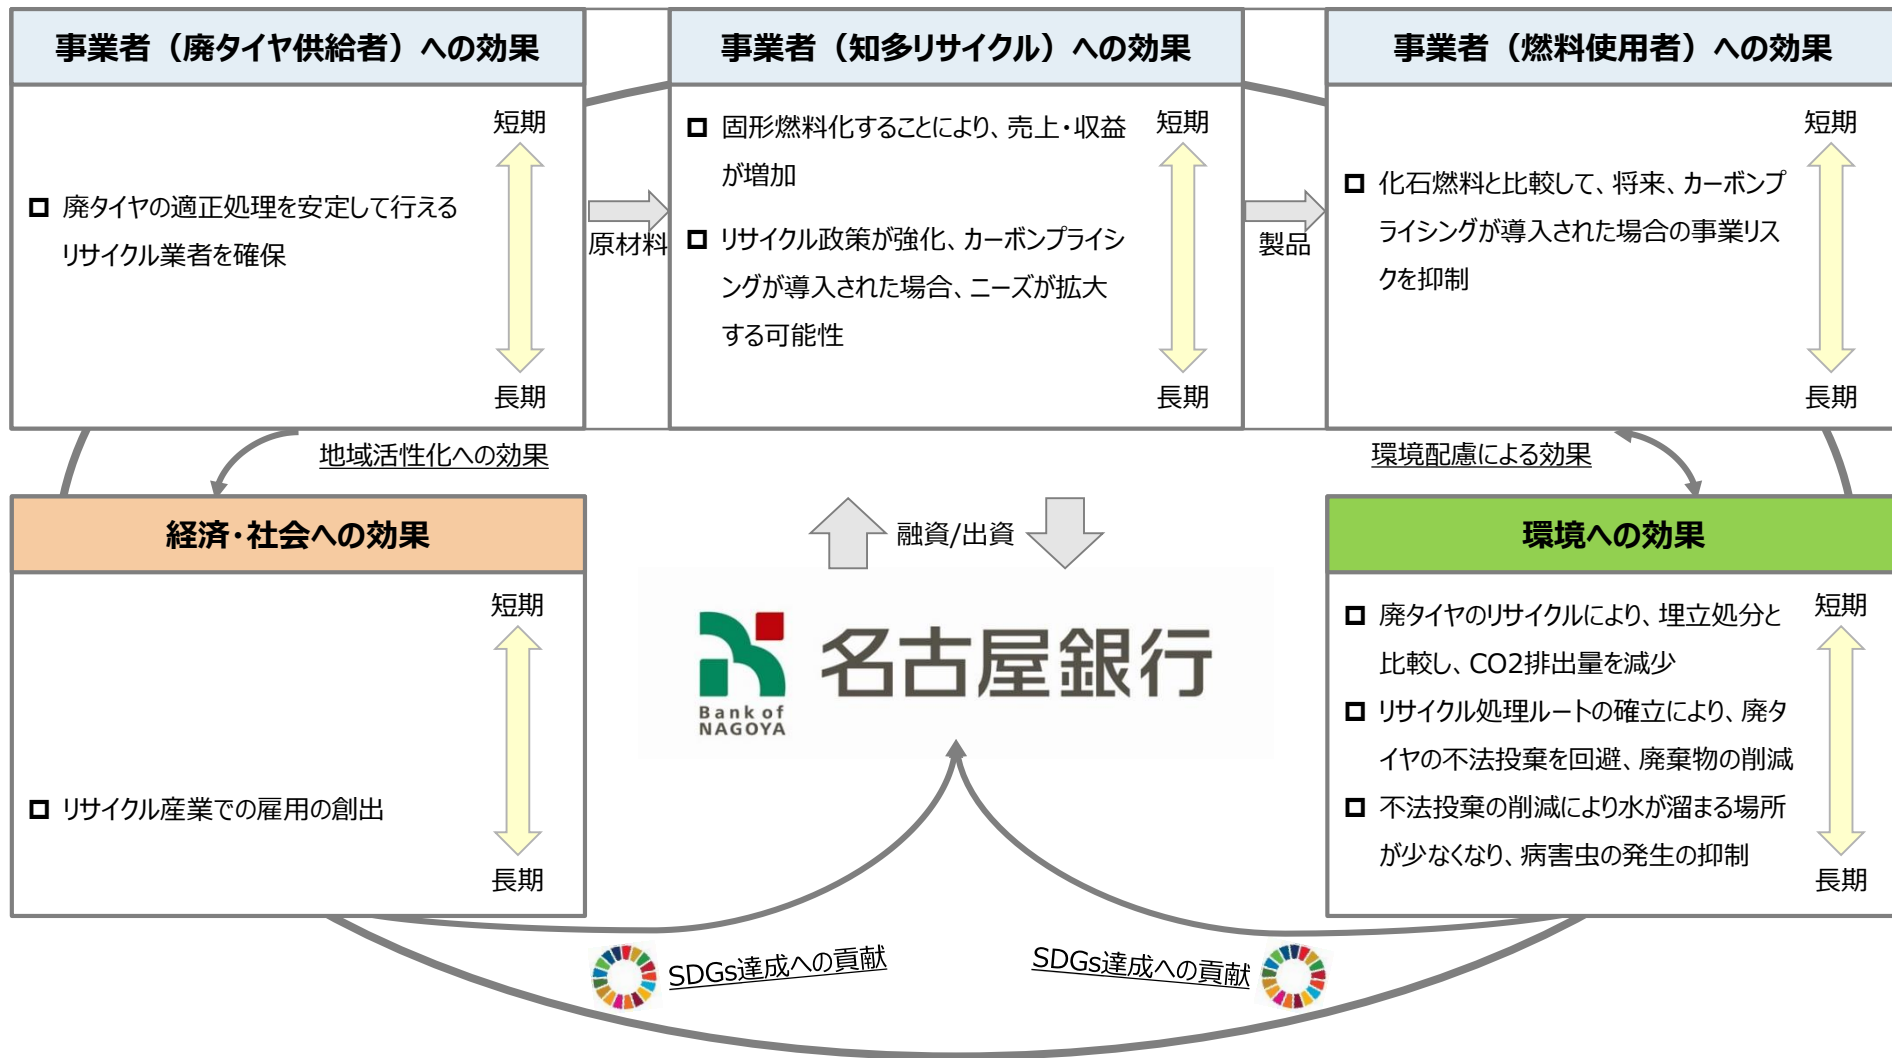 事業者（廃タイヤ供給者）への効果
短期
廃タイヤの適正処理を安定して行える
リサイクル業者を確保
長期
原材料
事業者（知多リサイクル）への効果
固形燃料化することにより、売上・収益
が増加
短期
リサイクル政策が強化、カーボンプライシ
ングが導入された場合、ニーズが拡大
する可能性
長期
製品
事業者（燃料使用者）への効果
短期
化石燃料と比較して、将来、カーボンプ
ライシングが導入された場合の事業リス
クを抑制
長期
地域活性化への効果
環境配慮による効果
経済・社会への効果
短期
リサイクル産業での雇用の創出
長期
融資/出資
Bank of
NAGOYA
名古屋銀行
環境への効果
廃タイヤのリサイクルにより、埋立処分と
比較し、CO2排出量を減少
短期
リサイクル処理ルートの確立により、廃タ
イヤの不法投棄を回避、廃棄物の削減
不法投棄の削減により水が溜まる場所
が少なくなり、病害虫の発生の抑制
長期
SDGs達成への貢献
SDGs達成への貢献